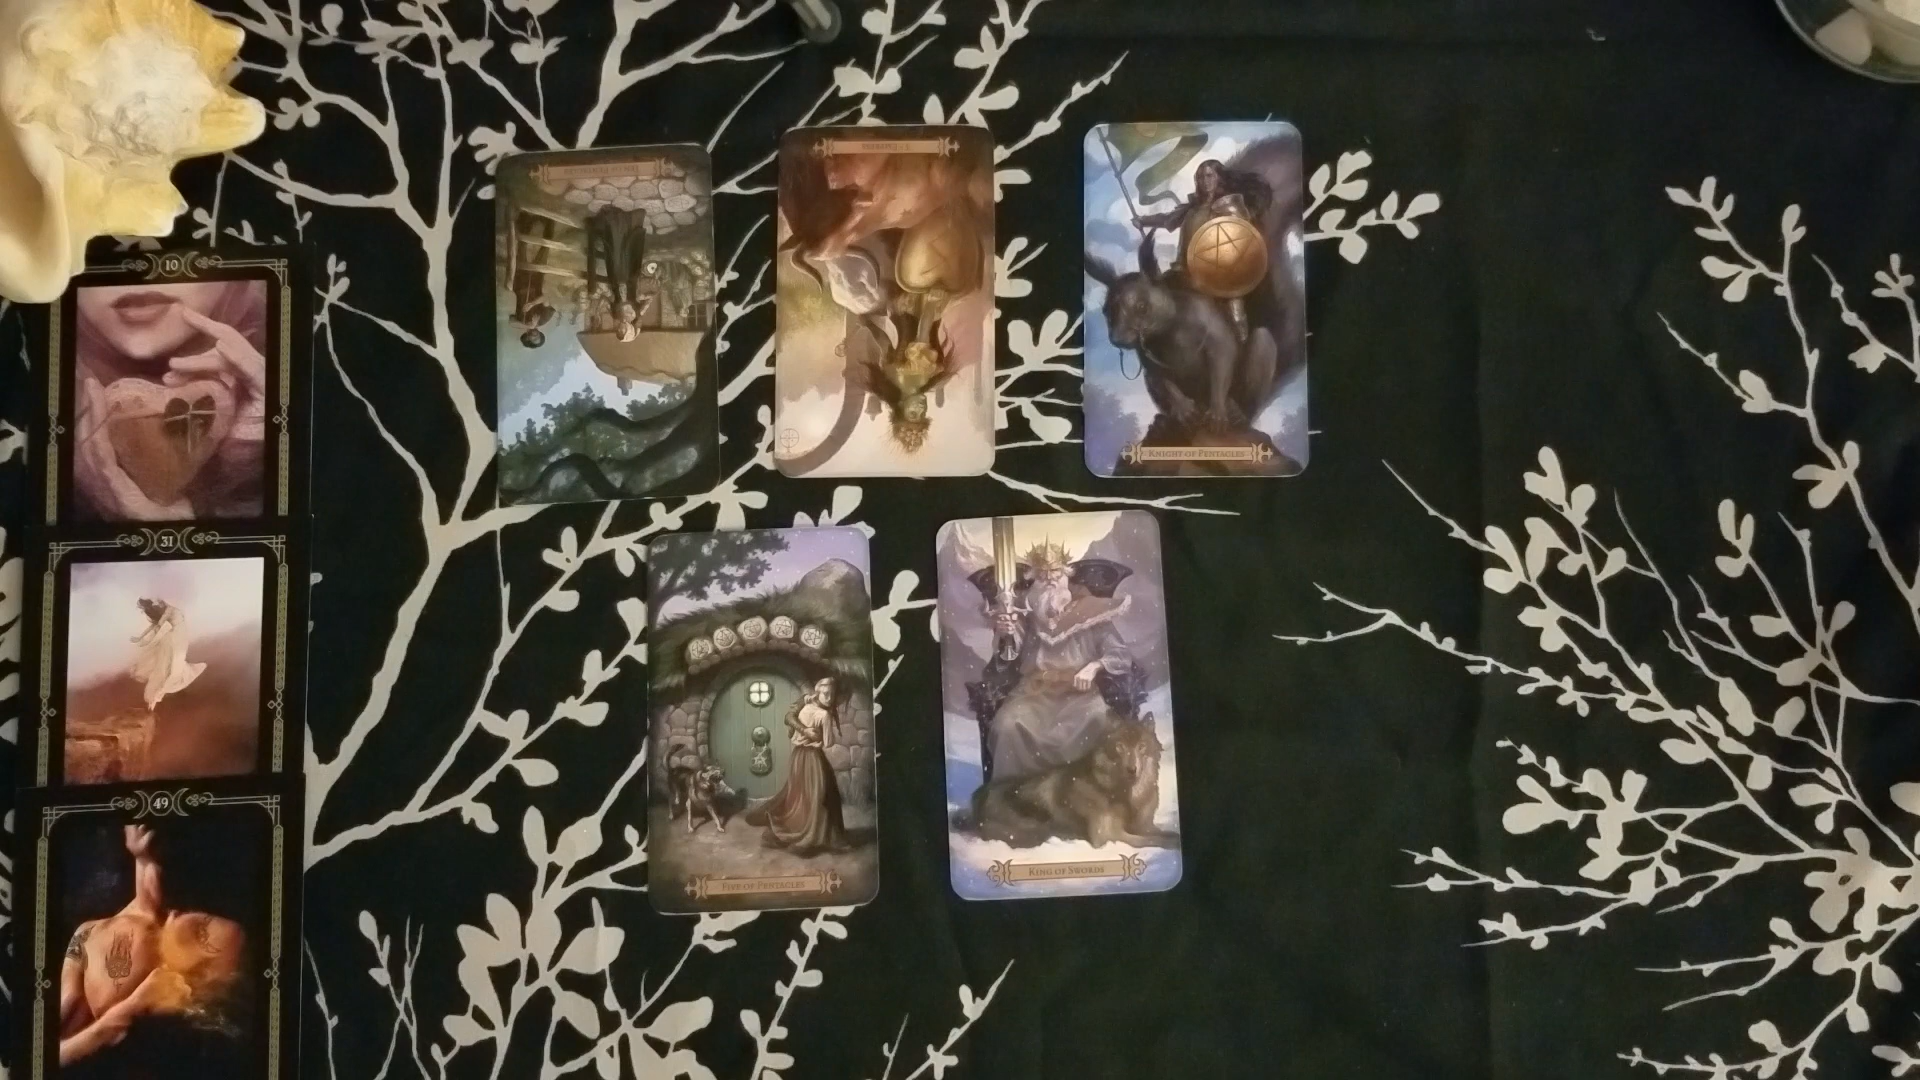 10
31
49
KNIGHT OF PENTACLES
FIVE OF PENTACLES
KING OF SWORDS